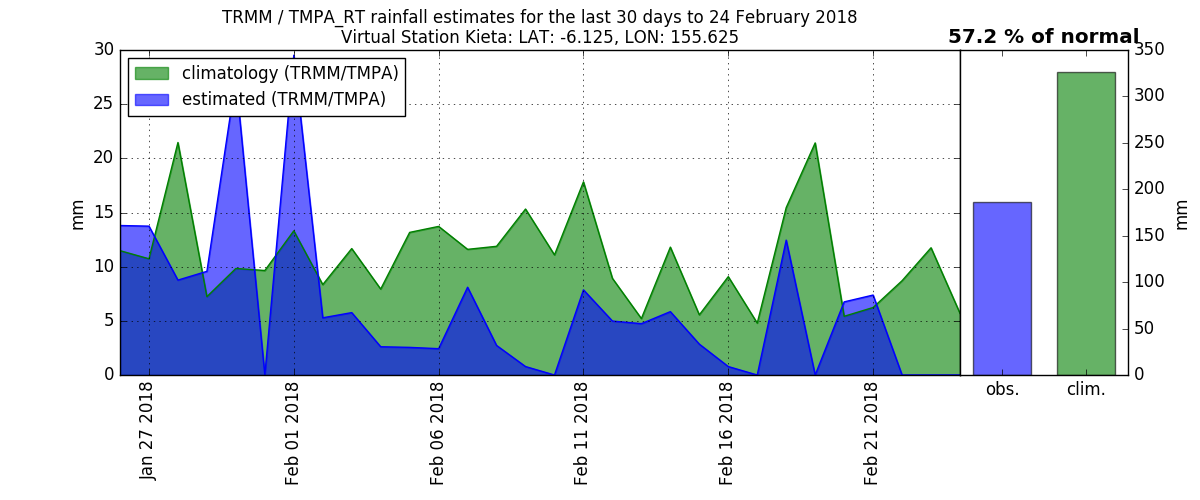 TRMM / TMPA_RT rainfall estimates for the last 30 days to 24 February 2018
Virtual Station Kieta: LAT: -6.125, LON: 155.625
57.2 % of normal
climatology (TRMM/TMPA)
estimated (TRMM/TMPA)
mm
30
25
20
15
10
5
0
Jan 27 2018
Feb 01 2018
Feb 06 2018
Feb 11 2018
Feb 16 2018
Feb 21 2018
350
300
250
200
150
100
50
0
mm
obs.
clim.